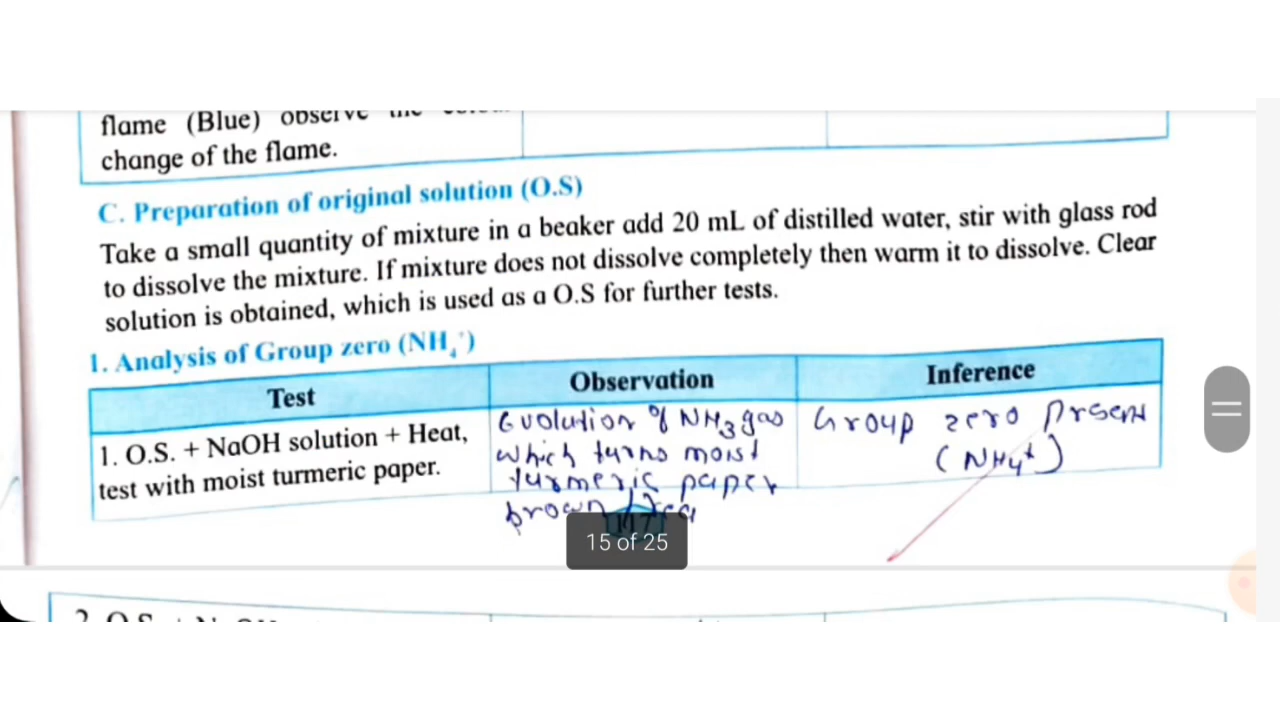 flame (Blue) observe the
change of the flame.
C. Preparation of original solution (O.S)
Take a small quantity of mixture in a beaker add 20 mL of distilled water, stir with glass rod
to dissolve the mixture. If mixture does not dissolve completely then warm it to dissolve. Clear
solution is obtained, which is used as a O.S for further tests.
1. Analysis of Group zero (NH₄⁺)
Test Observation Inference
1. O.S. + NaOH solution + Heat,
test with moist turmeric paper.
Evolution of NH3 gas
which turns moist
turmeric paper
brown / red
Group zero present
(NH4+)
15 of 25